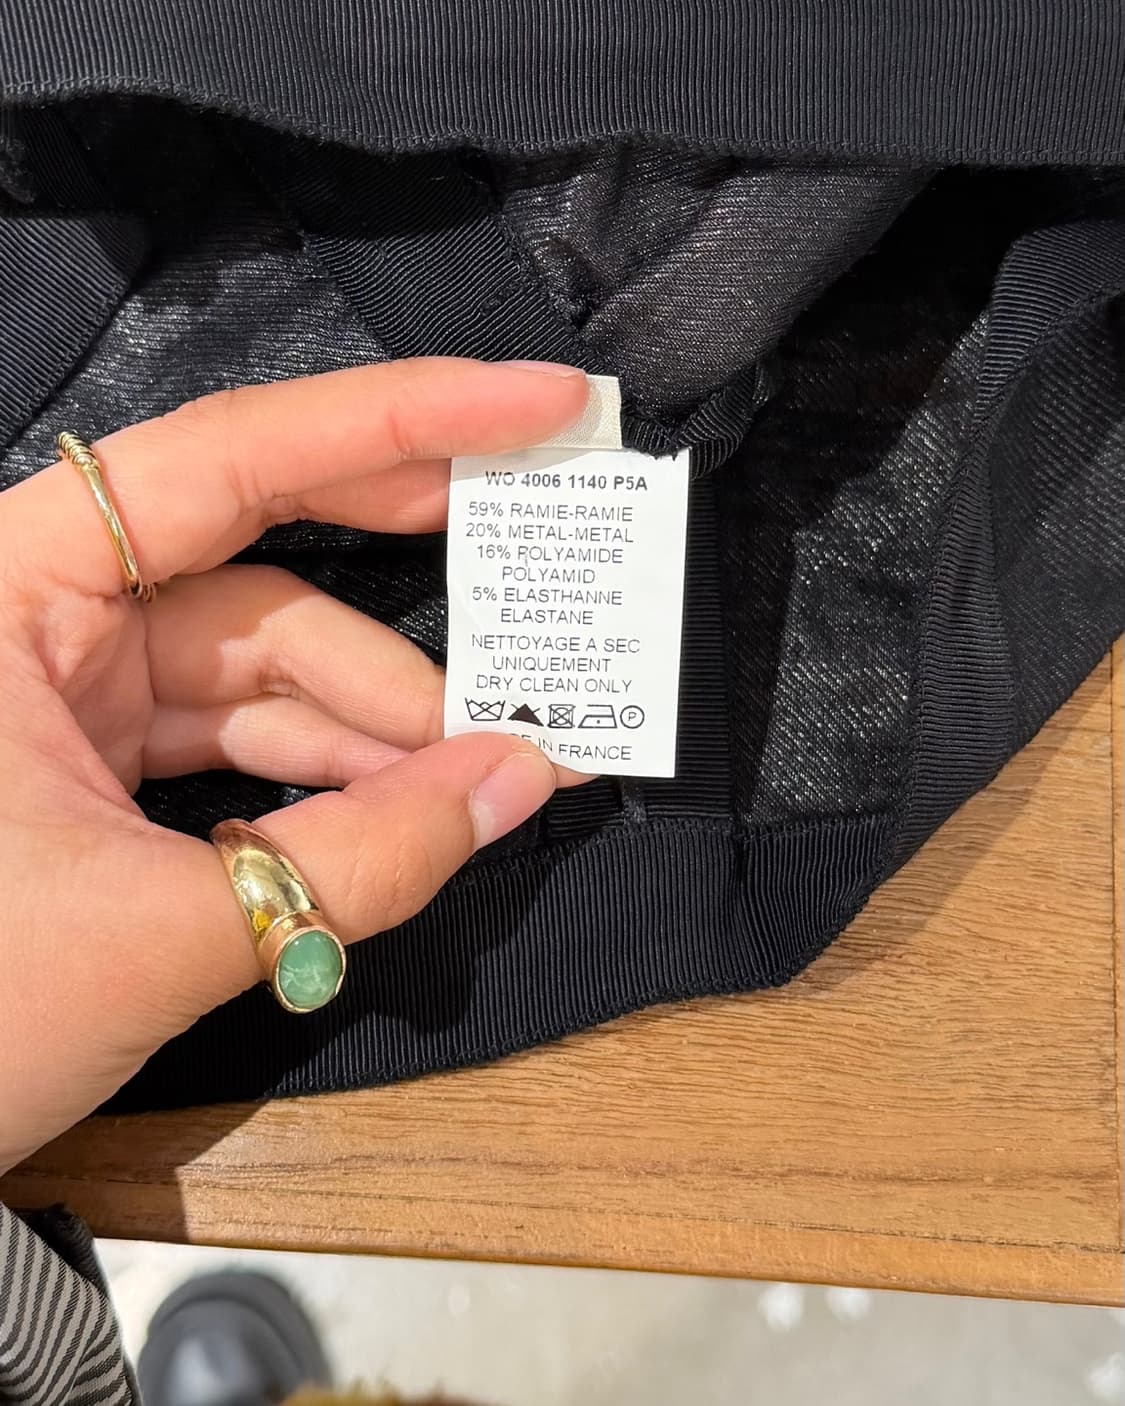 WO 4006 1140 P5A
59% RAMIE-RAMIE
20% METAL-METAL
16% POLYAMIDE
POLYAMID
5% ELASTHANNE
ELASTANE
NETTOYAGE A SEC
UNIQUEMENT
DRY CLEAN ONLY
P
IN FRANCE